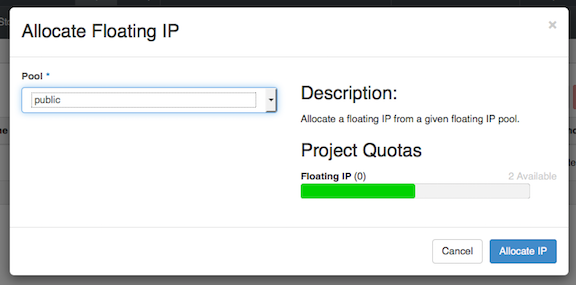 Allocate Floating IP
×
Pool *
public
Description:
Allocate a floating IP from a given floating IP pool.
Project Quotas
Floating IP (0) 2 Available
Cancel
Allocate IP